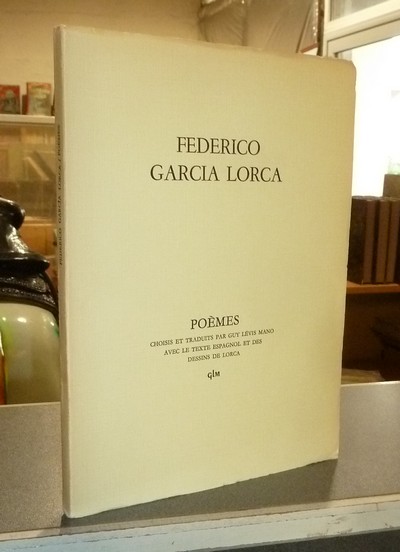 FEDERICO
GARCIA LORCA
POÈMES
CHOISIS ET TRADUITS PAR GUY LÉVIS MANO
AVEC LE TEXTE ESPAGNOL ET DES
DESSINS DE LORCA
GLM